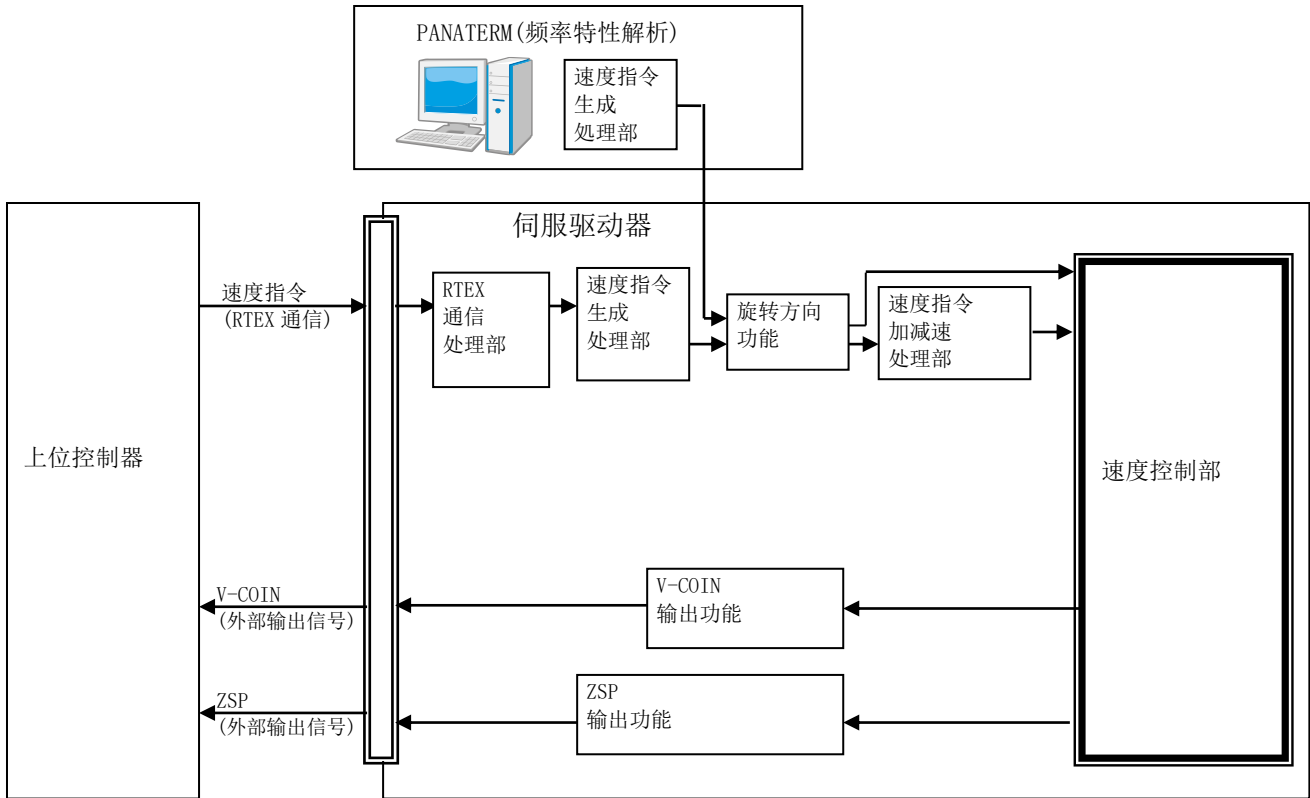 PANATERM(频率特性解析)
速度指令
生成
処理部
伺服驱动器
速度指令
(RTEX 通信)
RTEX
通信
处理部
速度指令
生成
处理部
旋转方向
功能
速度指令
加减速
处理部
上位控制器
速度控制部
V-COIN
(外部输出信号)
V-COIN
输出功能
ZSP
(外部输出信号)
ZSP
输出功能